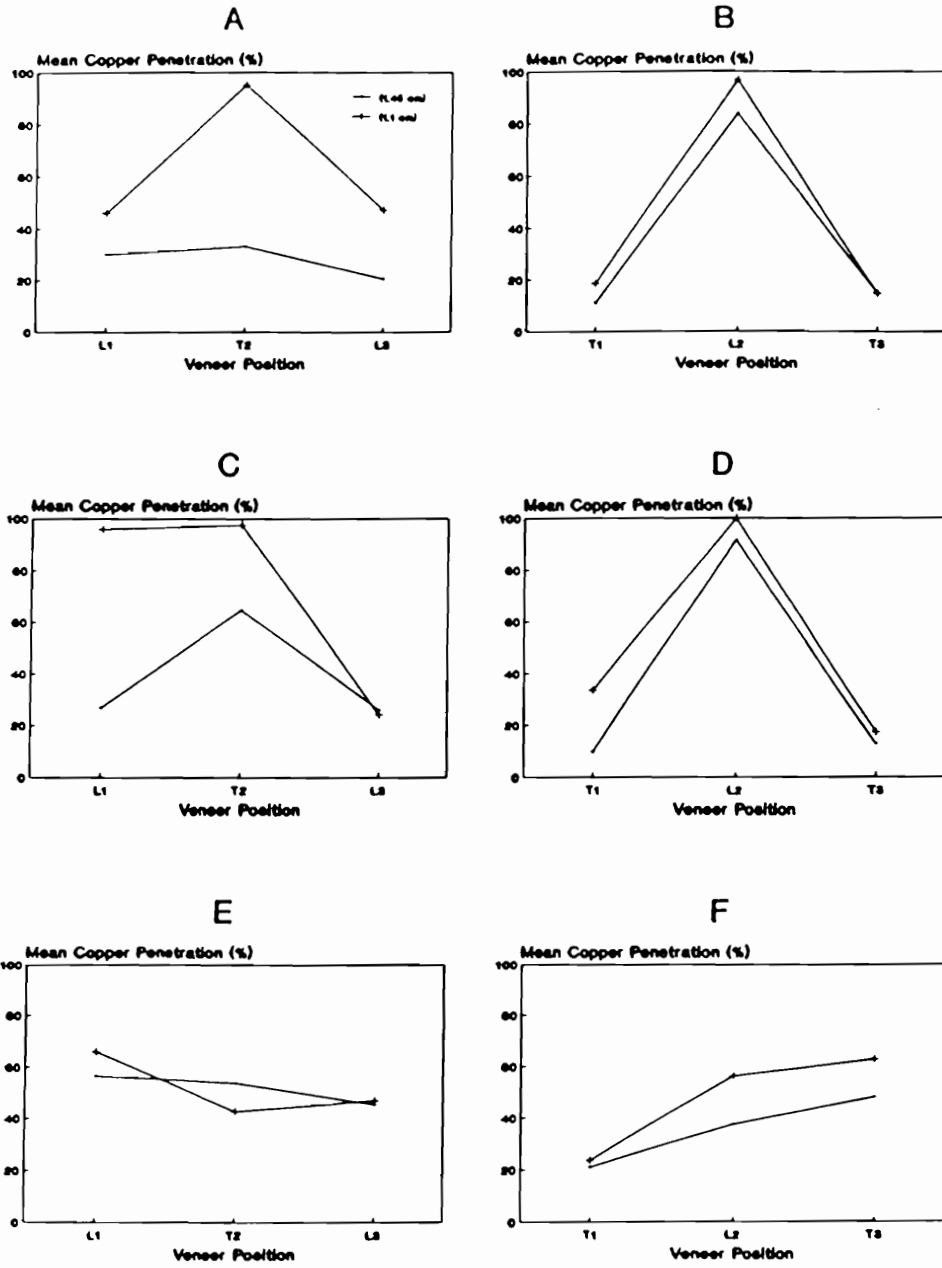 A
Mean Copper Penetration (%)
100
80
60
40
20
0
L1
T2
L3
Veneer Position
B
Mean Copper Penetration (%)
100
80
60
40
20
0
T1
L2
T3
Veneer Position
C
Mean Copper Penetration (%)
100
80
60
40
20
0
L1
T2
L3
Veneer Position
D
Mean Copper Penetration (%)
100
80
60
40
20
0
T1
L2
T3
Veneer Position
E
Mean Copper Penetration (%)
100
80
60
40
20
0
L1
T2
L3
Veneer Position
F
Mean Copper Penetration (%)
100
80
60
40
20
0
T1
L2
T3
Veneer Position